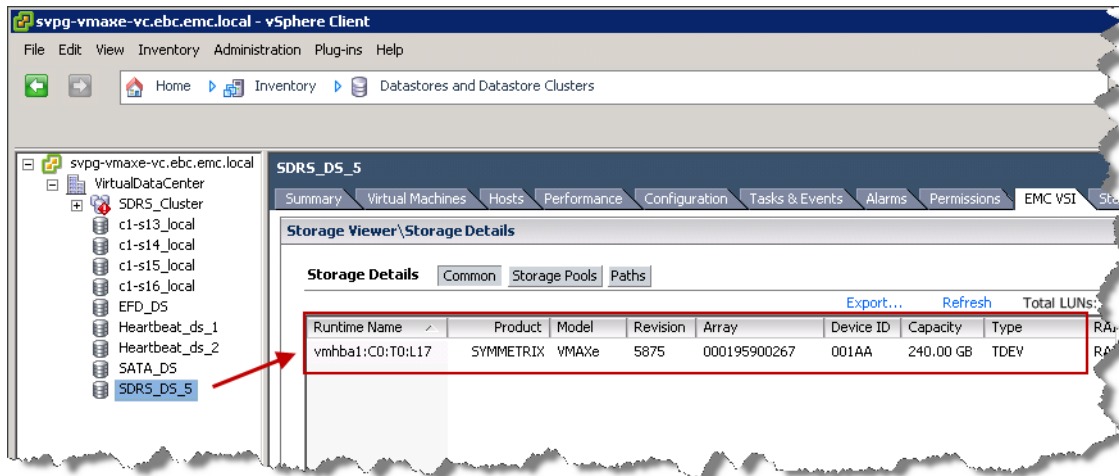 svpg-vmaxe-vc.ebc.emc.local - vSphere Client
File Edit View Inventory Administration Plug-ins Help
Home Inventory Datastores and Datastore Clusters
svpg-vmaxe-vc.ebc.emc.local
VirtualDataCenter
SDRS_Cluster
c1-s13_local
c1-s14_local
c1-s15_local
c1-s16_local
EFD_DS
Heartbeat_ds_1
Heartbeat_ds_2
SATA_DS
SDRS_DS_5
SDRS_DS_5
Summary Virtual Machines Hosts Performance Configuration Tasks & Events Alarms Permissions EMC VSI
Storage Viewer\Storage Details
Storage Details Common Storage Pools Paths
Export... Refresh Total LUNs:
Runtime Name Product Model Revision Array Device ID Capacity Type
vmhba1:C0:T0:L17 SYMMETRIX VMAXe 5875 000195900267 001AA 240.00 GB TDEV